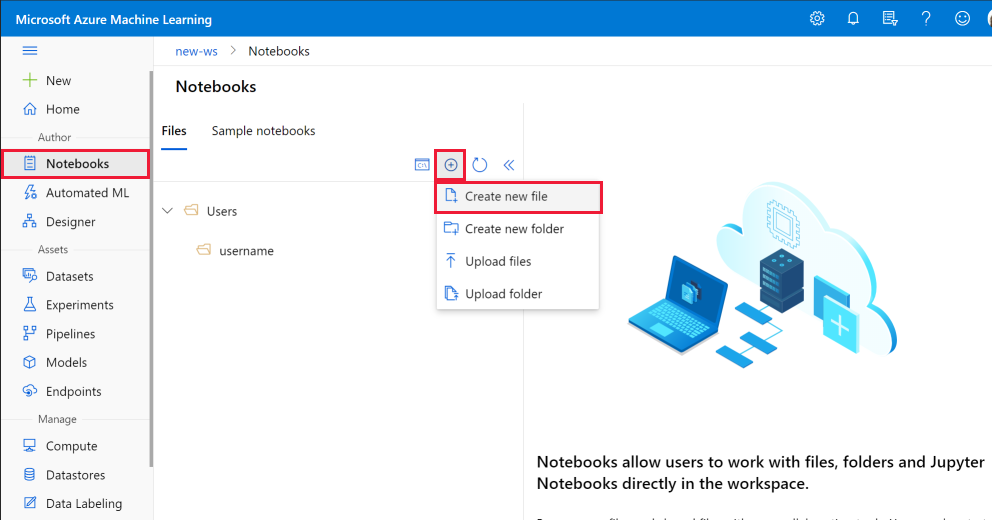 Microsoft Azure Machine Learning
new-ws > Notebooks
New
Home
Author
Notebooks
Automated ML
Designer
Assets
Datasets
Experiments
Pipelines
Models
Endpoints
Manage
Compute
Datastores
Data Labeling
Notebooks
Files Sample notebooks
Create new file
Create new folder
Upload files
Upload folder
Users
username
Notebooks allow users to work with files, folders and Jupyter
Notebooks directly in the workspace.